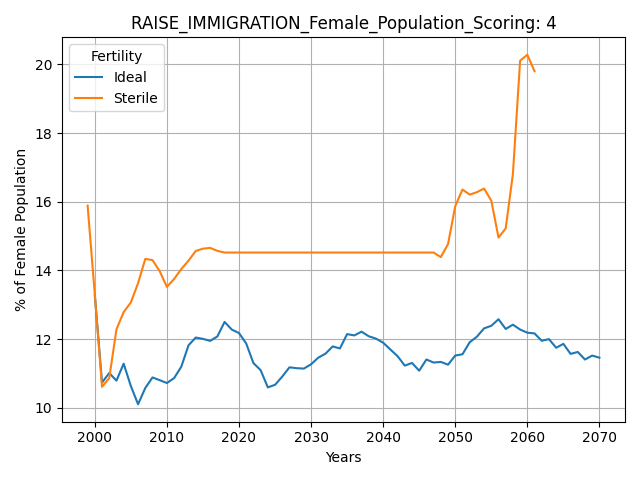 RAISE_IMMIGRATION_Female_Population_Scoring: 4
Fertility
Ideal
Sterile
% of Female Population
20
18
16
14
12
10
2000 2010 2020 2030 2040 2050 2060 2070
Years